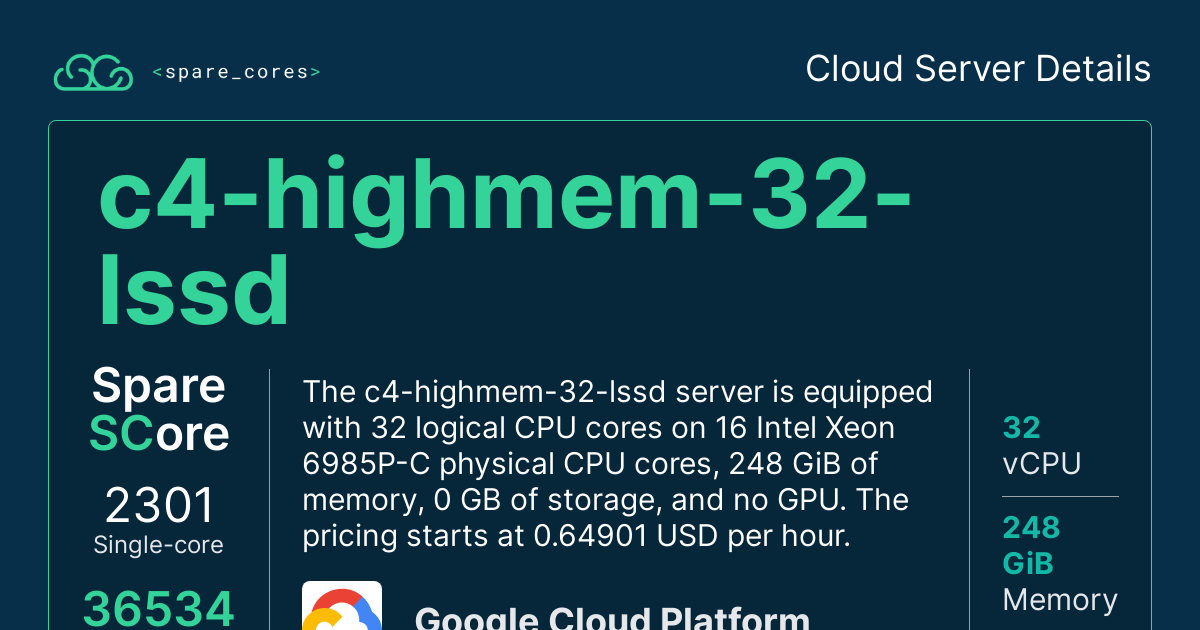 <spare_cores>
Cloud Server Details
c4-highmem-32-
lssd
Spare
SCore
2301
Single-core
36534
The c4-highmem-32-lssd server is equipped
with 32 logical CPU cores on 16 Intel Xeon
6985P-C physical CPU cores, 248 GiB of
memory, 0 GB of storage, and no GPU. The
pricing starts at 0.64901 USD per hour.
Google Cloud Platform
32
vCPU
248
GiB
Memory